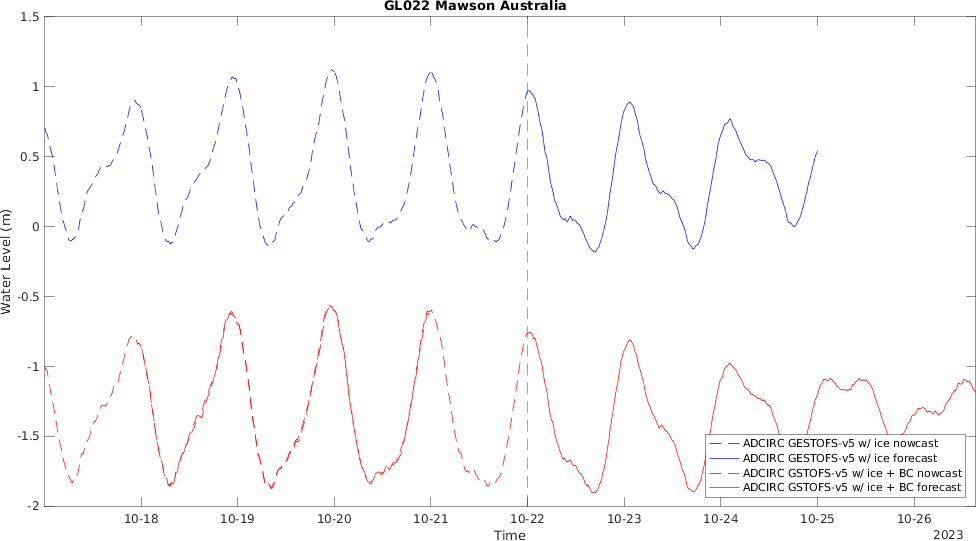 GL022 Mawson Australia
1.5
1
0.5
0
-0.5
-1
-1.5
-2
Water Level (m)
ADCIRC GESTOFS-v5 w/ ice nowcast
ADCIRC GESTOFS-v5 w/ ice forecast
ADCIRC GSTOFS-v5 w/ ice + BC nowcast
ADCIRC GSTOFS-v5 w/ ice + BC forecast
10-18 10-19 10-20 10-21 10-22 10-23 10-24 10-25 10-26
Time
2023